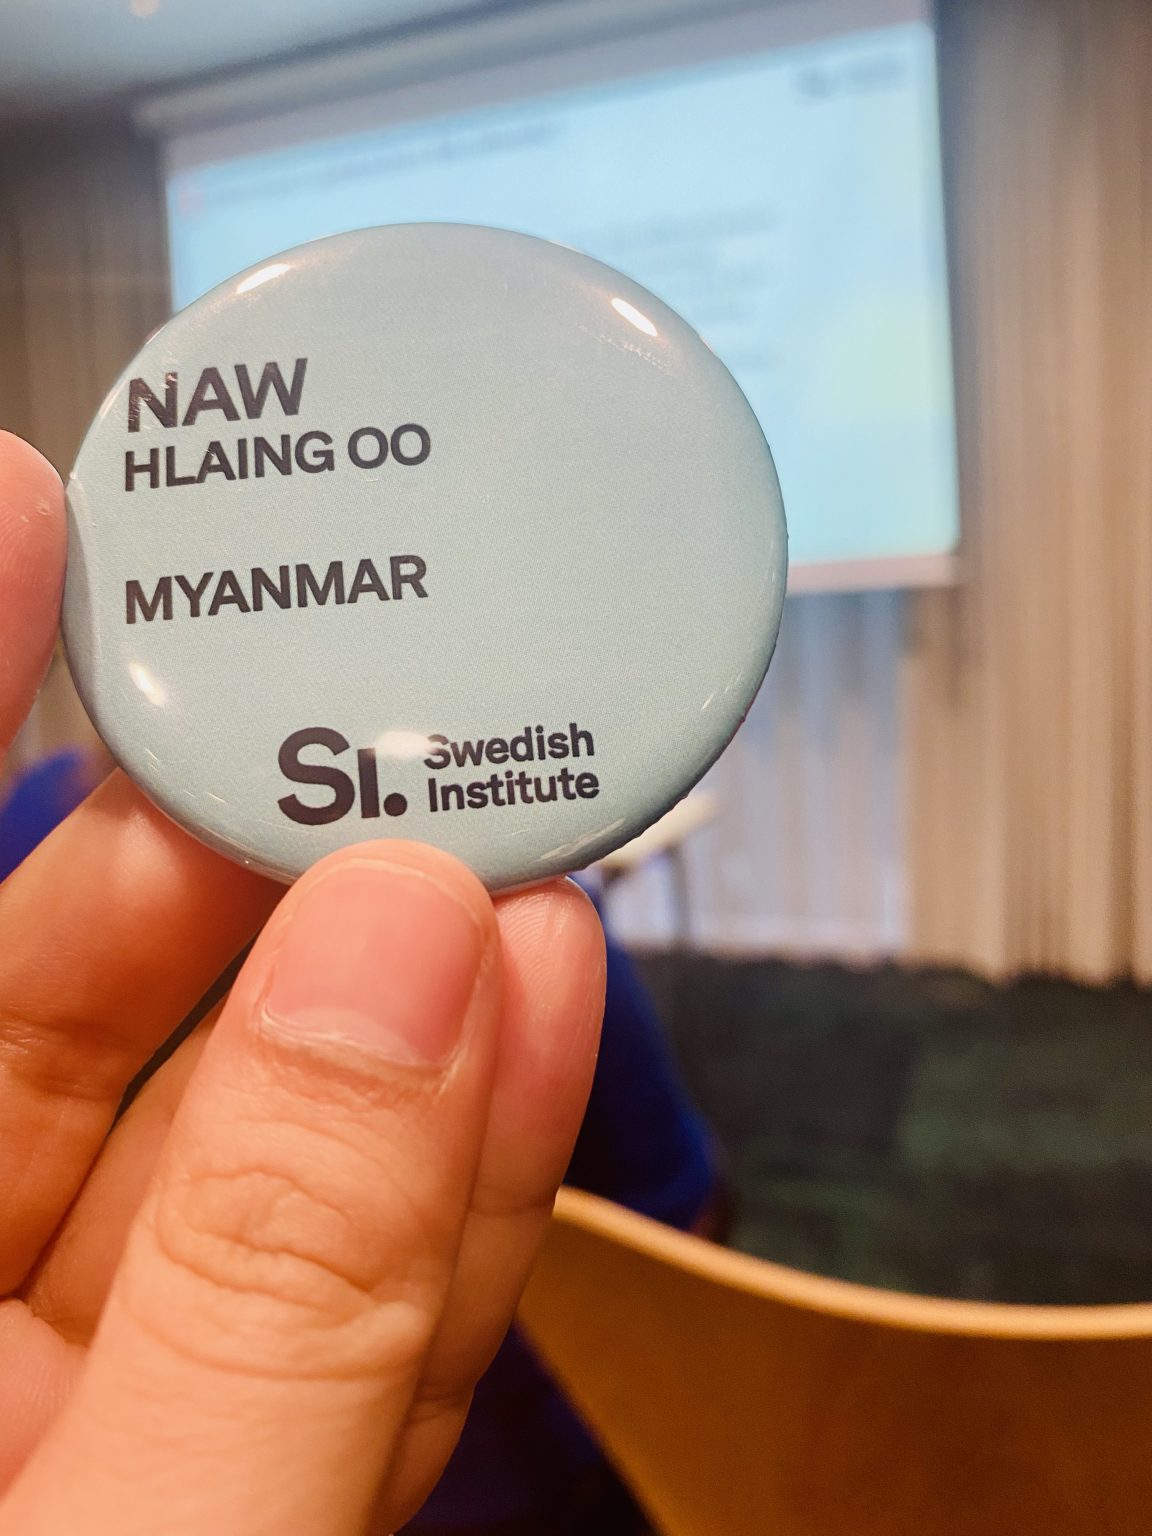 NAW
HLAING OO
MYANMAR
SI. Swedish
Institute